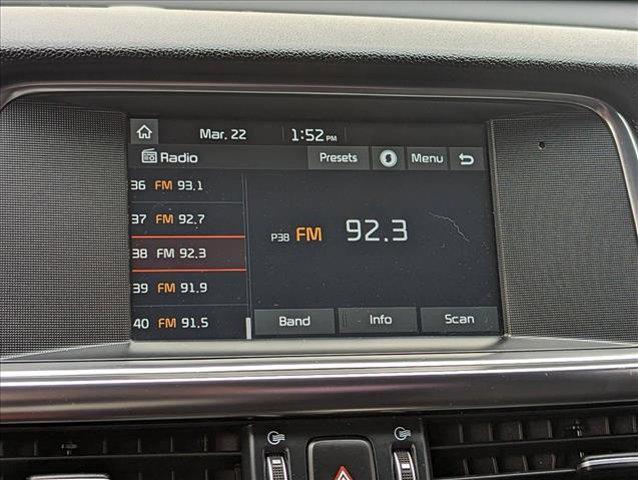 Mar. 22 1:52 PM
Radio Presets Menu
36 FM 93.1
37 FM 92.7
38 FM 92.3
39 FM 91.9
40 FM 91.5
P38 FM 92.3
Band Info Scan